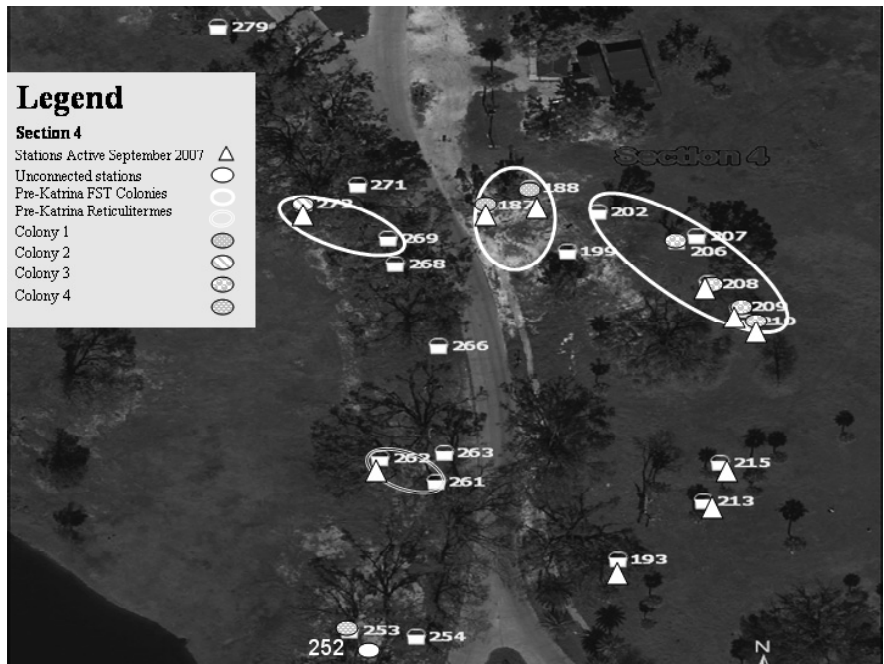 279
Legend
Section 4
Stations Active September 2007
Unconnected stations
Pre-Katrina FST Colonies
Pre-Katrina Reticulitermes
Colony 1
Colony 2
Colony 3
Colony 4
Section 4
271
188
187
202
269
268
199
207
206
208
209
210
266
262
263
261
215
213
193
253
252
254
N